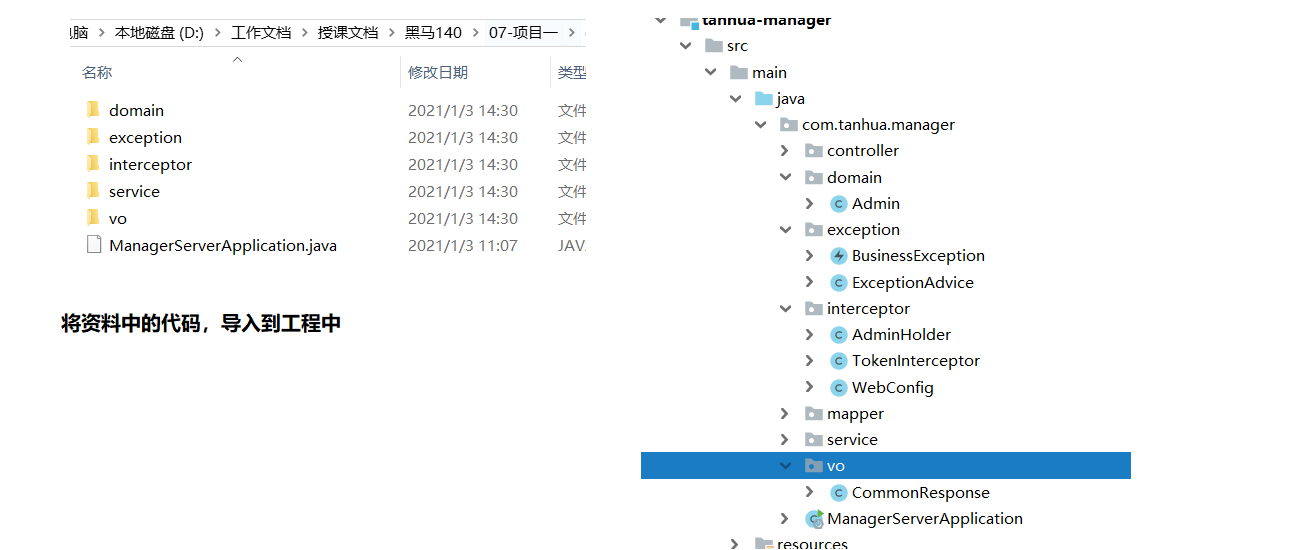 脑 本地磁盘 (D:) 工作文档 授课文档 黑马140 07-项目一
名称 修改日期 类型
domain 2021/1/3 14:30 文件
exception 2021/1/3 14:30 文件
interceptor 2021/1/3 14:30 文件
service 2021/1/3 14:30 文件
vo 2021/1/3 14:30 文件
ManagerServerApplication.java 2021/1/3 11:07 JAV
将资料中的代码，导入到工程中
tanhua-manager
src
main
java
com.tanhua.manager
controller
domain
Admin
exception
BusinessException
ExceptionAdvice
interceptor
AdminHolder
TokenInterceptor
WebConfig
mapper
service
vo
CommonResponse
ManagerServerApplication
resources